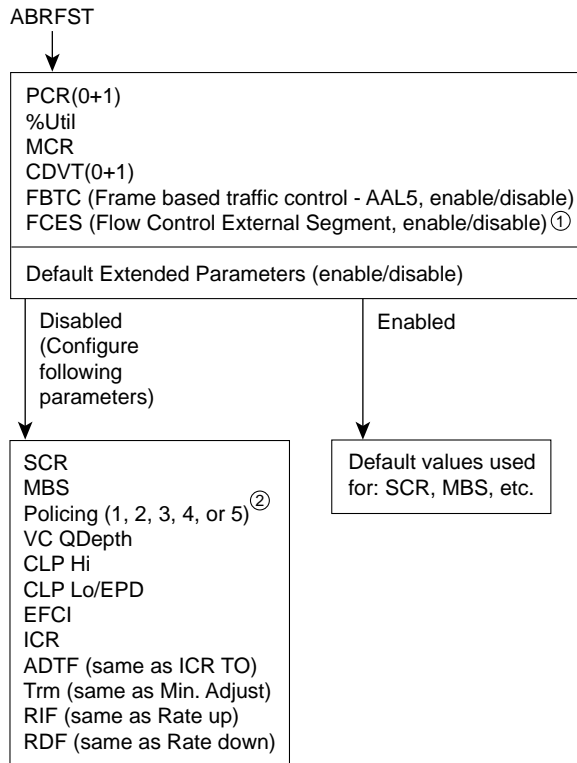 ABRFST
PCR(0+1)
%Util
MCR
CDVT(0+1)
FBTC (Frame based traffic control - AAL5, enable/disable)
FCES (Flow Control External Segment, enable/disable) ①
Default Extended Parameters (enable/disable)
Disabled
(Configure
following
parameters)
Enabled
SCR
MBS
Policing (1, 2, 3, 4, or 5) ②
VC QDepth
CLP Hi
CLP Lo/EPD
EFCI
ICR
ADTF (same as ICR TO)
Trm (same as Min. Adjust)
RIF (same as Rate up)
RDF (same as Rate down)
Default values used
for: SCR, MBS, etc.